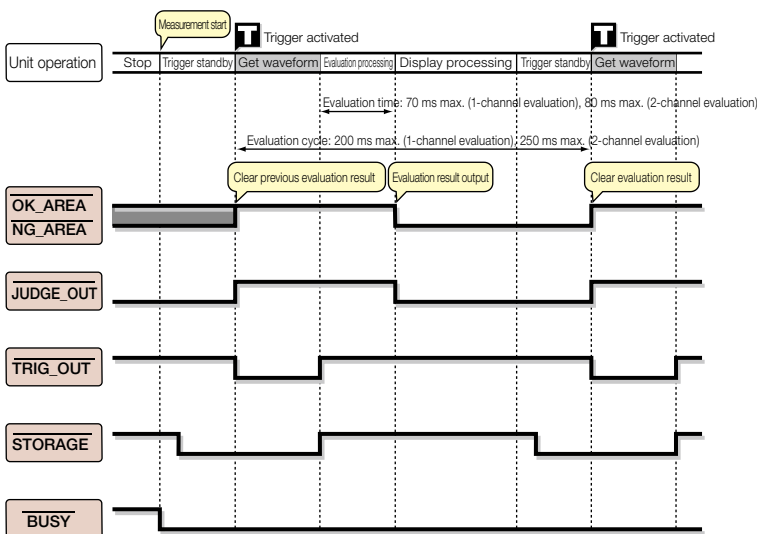 Measurement start
T Trigger activated
T Trigger activated
Unit operation
Stop Trigger standby Get waveform Evaluation processing Display processing Trigger standby Get waveform
Evaluation time: 70 ms max. (1-channel evaluation), 80 ms max. (2-channel evaluation)
Evaluation cycle: 200 ms max. (1-channel evaluation), 250 ms max. (2-channel evaluation)
Clear previous evaluation result
Evaluation result output
Clear evaluation result
OK_AREA
NG_AREA
JUDGE_OUT
TRIG_OUT
STORAGE
BUSY